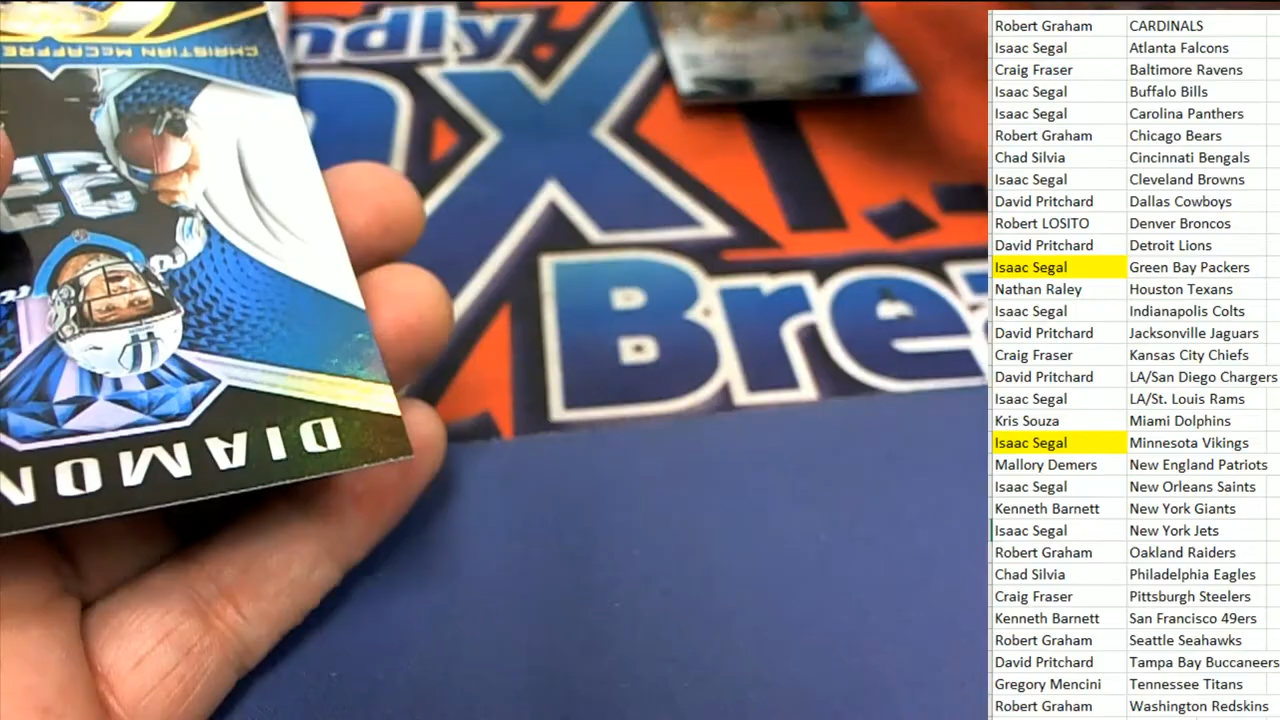 CHRISTIAN McCAFFRE
22
DIAMON
ndly
X
Brea
Robert Graham CARDINALS
Isaac Segal Atlanta Falcons
Craig Fraser Baltimore Ravens
Isaac Segal Buffalo Bills
Isaac Segal Carolina Panthers
Robert Graham Chicago Bears
Chad Silvia Cincinnati Bengals
Isaac Segal Cleveland Browns
David Pritchard Dallas Cowboys
Robert LOSITO Denver Broncos
David Pritchard Detroit Lions
Isaac Segal Green Bay Packers
Nathan Raley Houston Texans
Isaac Segal Indianapolis Colts
David Pritchard Jacksonville Jaguars
Craig Fraser Kansas City Chiefs
David Pritchard LA/San Diego Chargers
Isaac Segal LA/St. Louis Rams
Kris Souza Miami Dolphins
Isaac Segal Minnesota Vikings
Mallory Demers New England Patriots
Isaac Segal New Orleans Saints
Kenneth Barnett New York Giants
Isaac Segal New York Jets
Robert Graham Oakland Raiders
Chad Silvia Philadelphia Eagles
Craig Fraser Pittsburgh Steelers
Kenneth Barnett San Francisco 49ers
Robert Graham Seattle Seahawks
David Pritchard Tampa Bay Buccaneers
Gregory Mencini Tennessee Titans
Robert Graham Washington Redskins